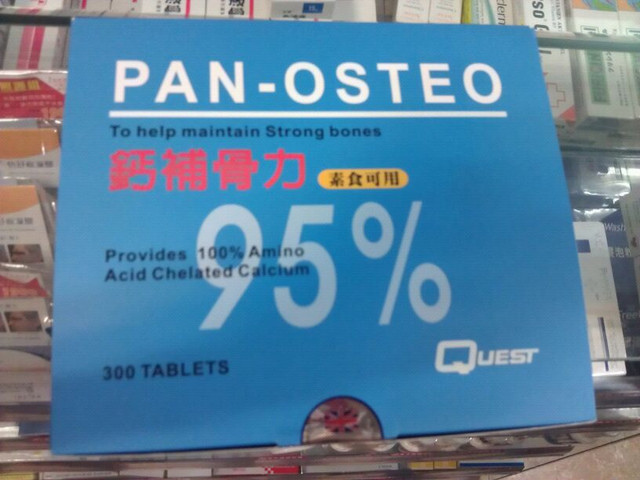 PAN-OSTEO
To help maintain Strong bones
鈣補骨力 素食可用
95%
Provides 100% Amino
Acid Chelated Calcium
QUEST
300 TABLETS